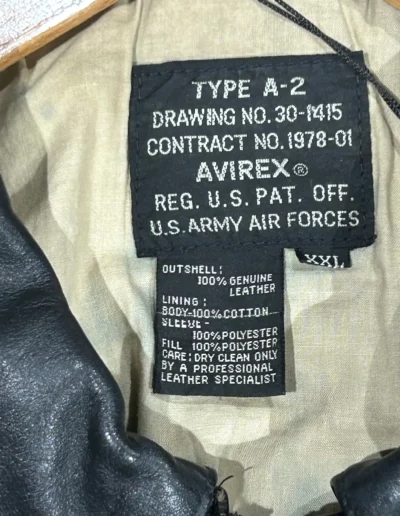 TYPE A-2
DRAWING NO. 30-1415
CONTRACT NO. 1978-01
AVIREX®
REG. U.S. PAT. OFF.
U.S. ARMY AIR FORCES
XXL
OUTSHELL:
100% GENUINE
LEATHER
LINING:
BODY-100% COTTON
SLEEVE-
100% POLYESTER
FILL 100% POLYESTER
CARE: DRY CLEAN ONLY
BY A PROFESSIONAL
LEATHER SPECIALIST